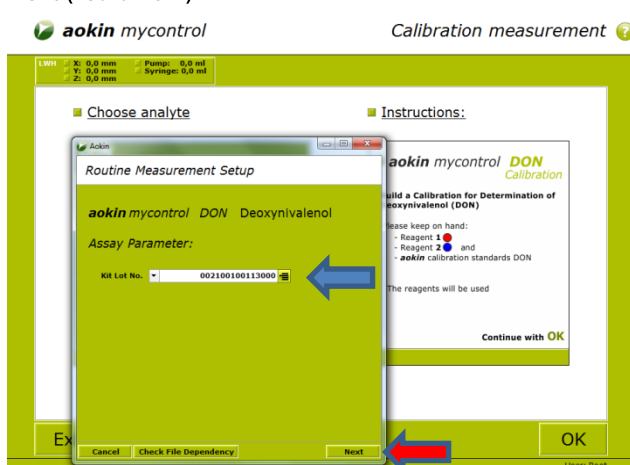 aokin mycontrol
Calibration measurement
LWH X: 0,0 mm Pump: 0,0 ml
Y: 0,0 mm Syringe: 0,0 ml
Z: 0,0 mm
Choose analyte
Instructions:
Aokin
Routine Measurement Setup
aokin mycontrol DON Deoxynivalenol
Assay Parameter:
Kit Lot No. 002100100113000
Cancel
Check File Dependency
Next
aokin mycontrol DON
Calibration
uild a Calibration for Determination of
eoxynivalenol (DON)
lease keep on hand:
- Reagent 1
- Reagent 2 and
- aokin calibration standards DON
The reagents will be used
Continue with OK
Ex
OK